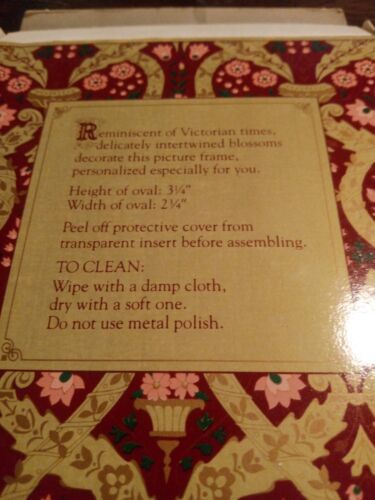 Reminiscent of Victorian times,
delicately intertwined blossoms
decorate this picture frame,
personalized especially for you.
Height of oval: 3¼"
Width of oval: 2¼"
Peel off protective cover from
transparent insert before assembling.
TO CLEAN:
Wipe with a damp cloth,
dry with a soft one.
Do not use metal polish.